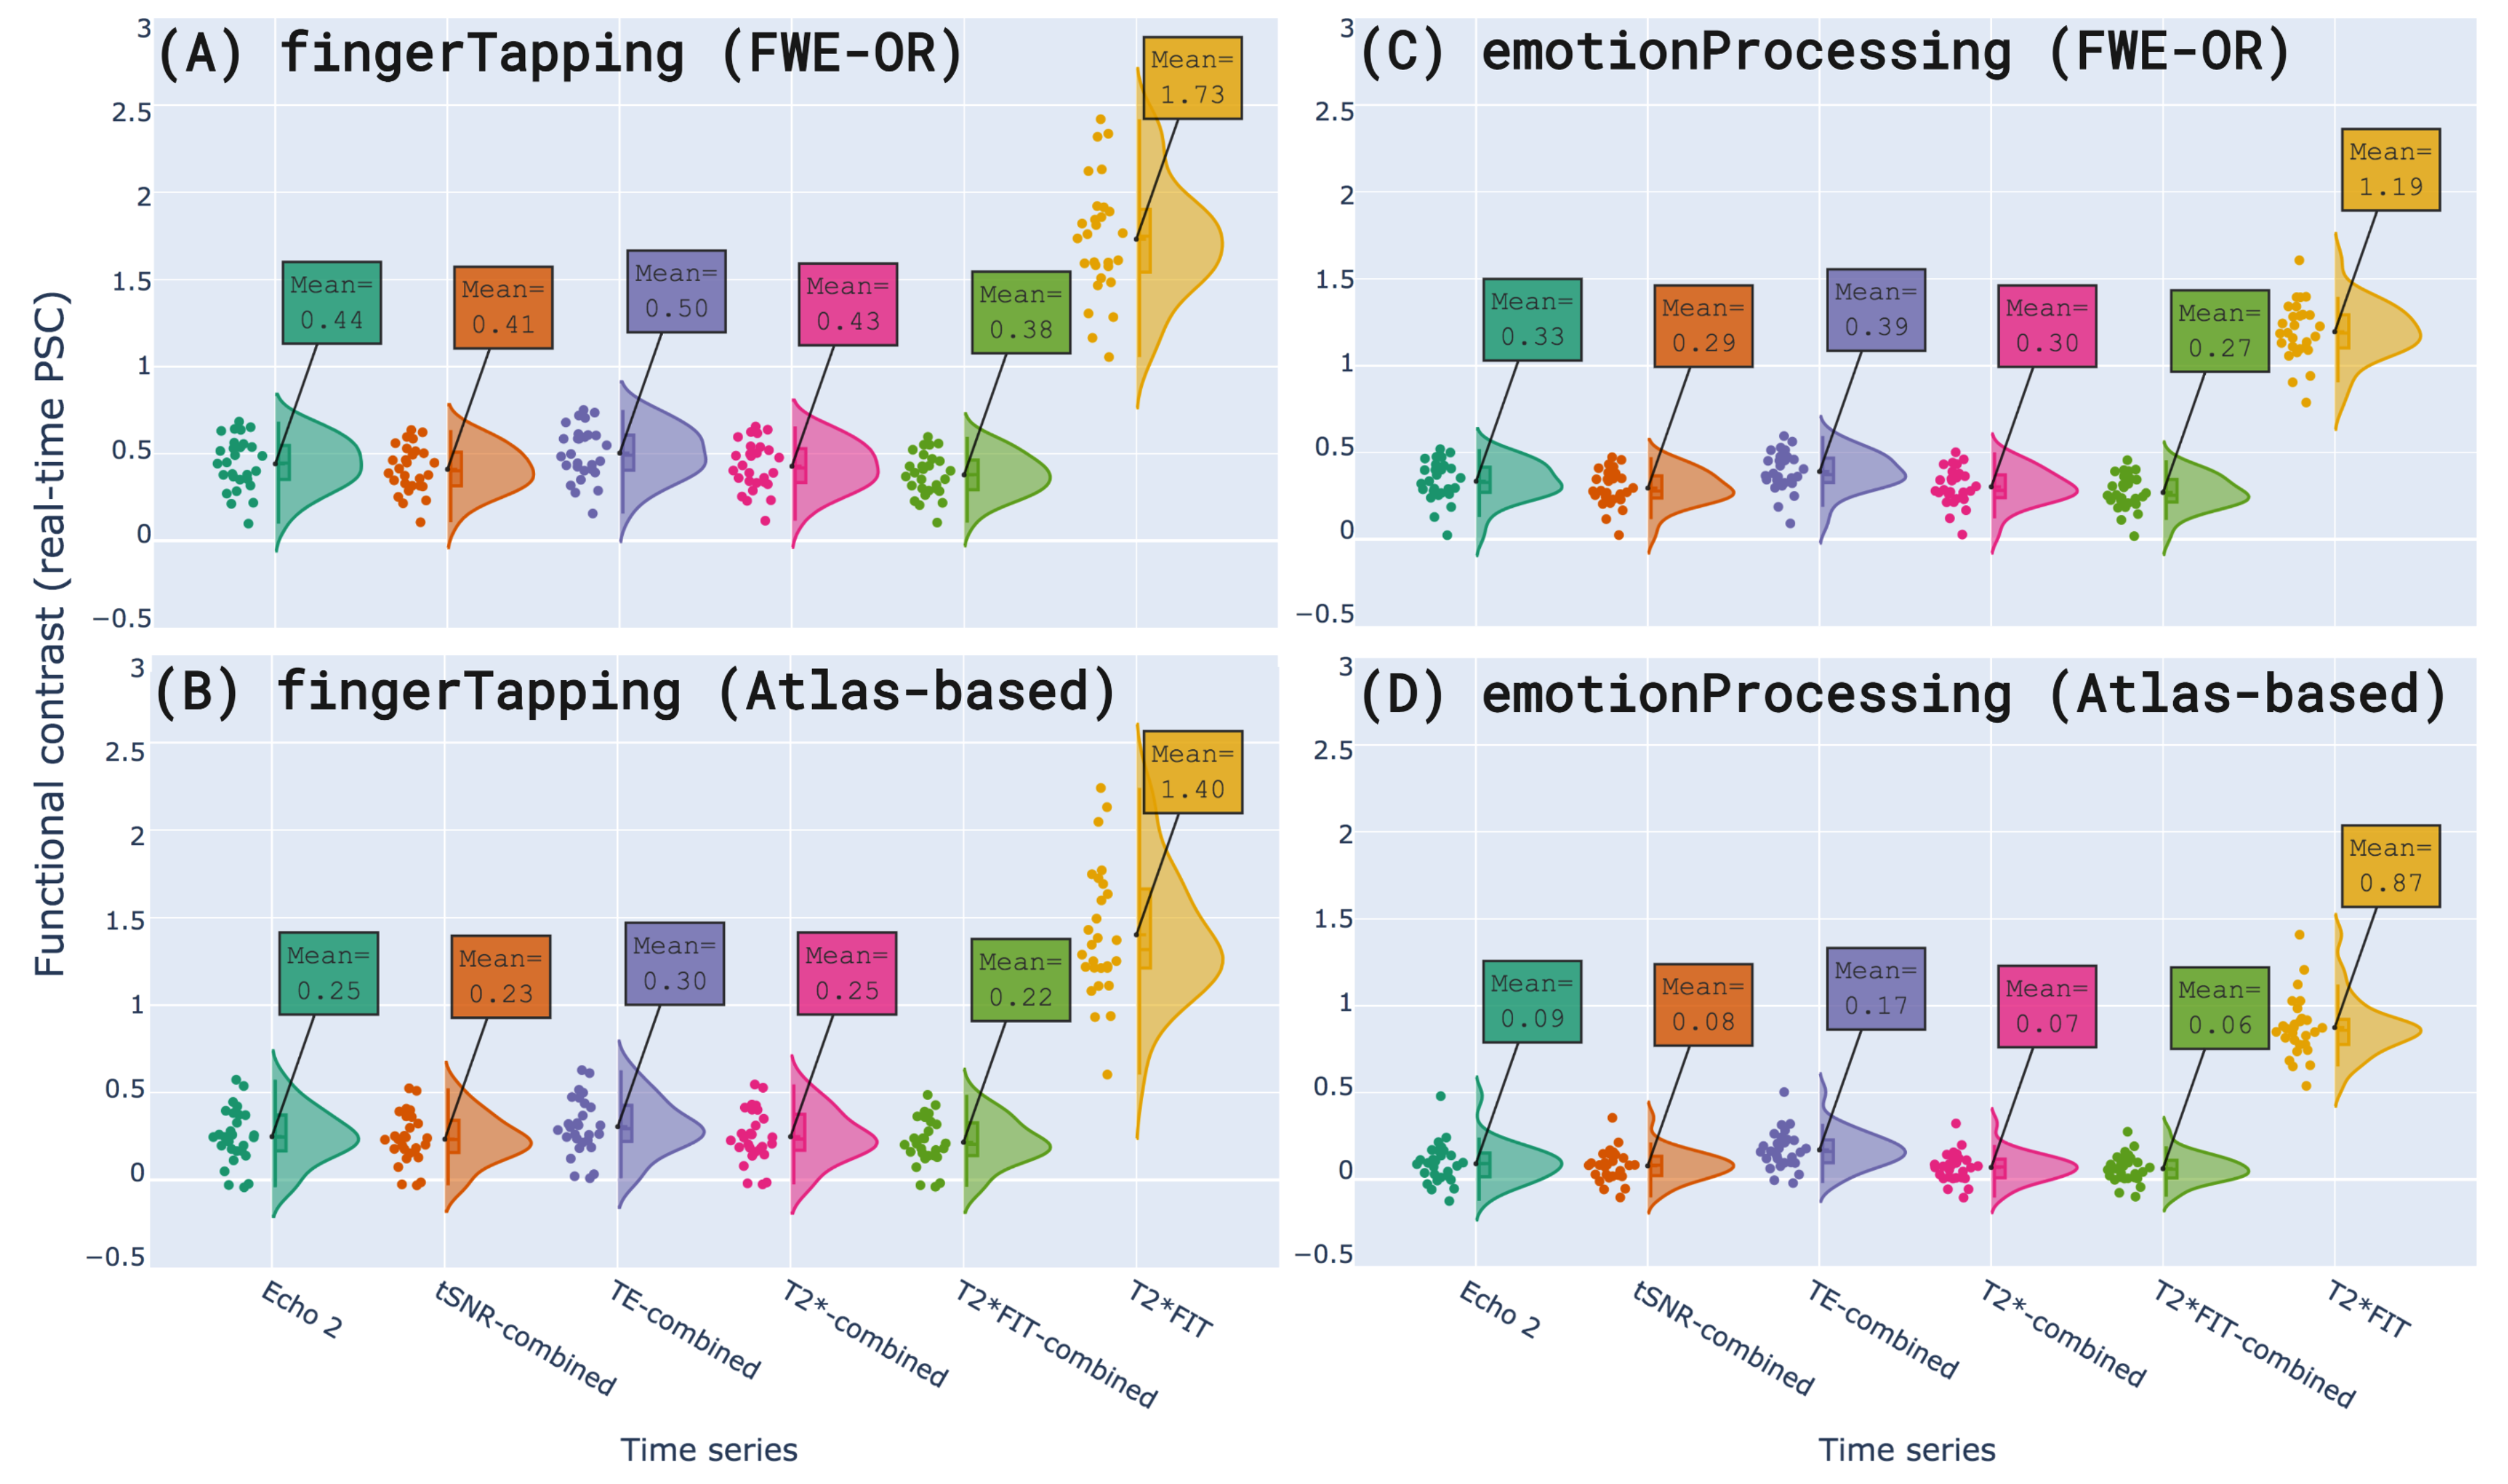 Functional contrast (real-time PSC)
(A) fingerTapping (FWE-OR)
3
2.5
2
1.5
1
0.5
0
−0.5
Mean=
0.44
Mean=
0.41
Mean=
0.50
Mean=
0.43
Mean=
0.38
Mean=
1.73
(C) emotionProcessing (FWE-OR)
3
2.5
2
1.5
1
0.5
0
−0.5
Mean=
0.33
Mean=
0.29
Mean=
0.39
Mean=
0.30
Mean=
0.27
Mean=
1.19
(B) fingerTapping (Atlas-based)
3
2.5
2
1.5
1
0.5
0
−0.5
Mean=
0.25
Mean=
0.23
Mean=
0.30
Mean=
0.25
Mean=
0.22
Mean=
1.40
Echo 2
tSNR-combined
TE-combined
T2*-combined
T2*FIT-combined
T2*FIT
Time series
(D) emotionProcessing (Atlas-based)
3
2.5
2
1.5
1
0.5
0
−0.5
Mean=
0.09
Mean=
0.08
Mean=
0.17
Mean=
0.07
Mean=
0.06
Mean=
0.87
Echo 2
tSNR-combined
TE-combined
T2*-combined
T2*FIT-combined
T2*FIT
Time series